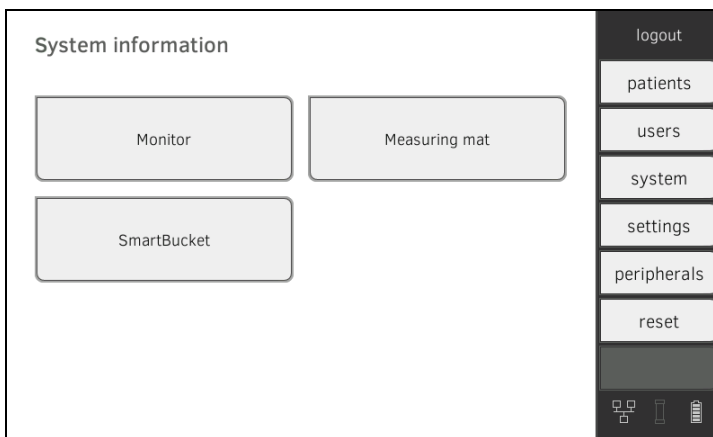 System information
Monitor
Measuring mat
SmartBucket
logout
patients
users
system
settings
peripherals
reset